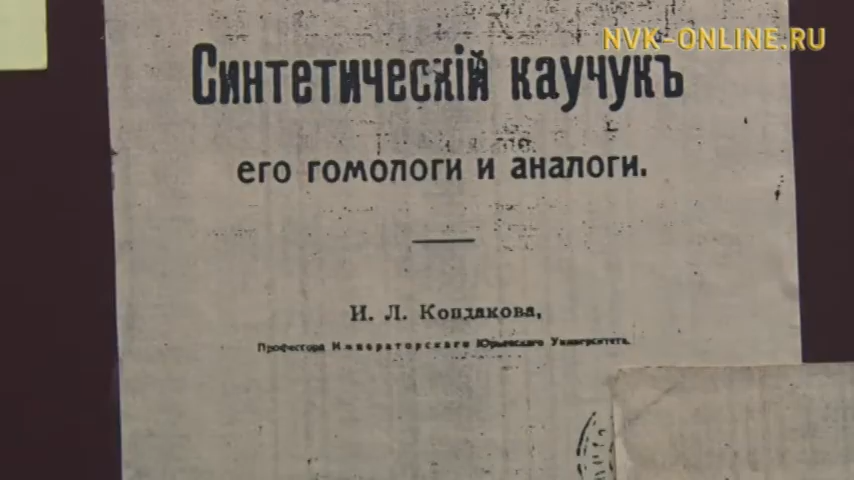 NVK-ONLINE.RU
Синтетическій каучукъ
его гомологи и аналоги.
И. Л. Кондакова,
Профессора Императорскаго Юрьевскаго Университета.